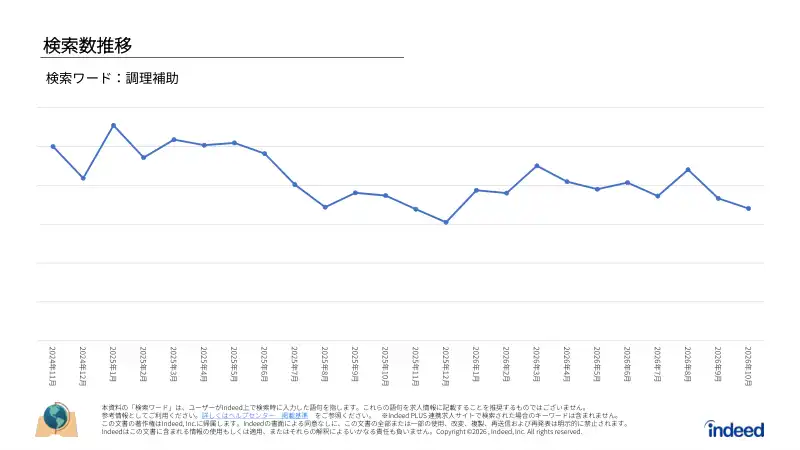 検索数推移
検索ワード：調理補助
2024年11月
2024年12月
2025年1月
2025年2月
2025年3月
2025年4月
2025年5月
2025年6月
2025年7月
2025年8月
2025年9月
2025年10月
2025年11月
2025年12月
2026年1月
2026年2月
2026年3月
2026年4月
2026年5月
2026年6月
2026年7月
2026年8月
2026年9月
2026年10月
本資料の「検索ワード」は、ユーザーがIndeed上で検索時に入力した語句を指します。これらの語句を求人情報に記載することを推奨するものではございません。
参考情報としてご利用ください。詳しくはヘルプセンター 掲載基準 をご参照ください。 ※Indeed PLUS 連携求人サイトで検索された場合のキーワードは含まれません。
この文書の著作権はIndeed, Inc.に帰属します。Indeedの書面による同意なしに、この文書の全部または一部の使用、改変、複製、再送信および再発表は明示的に禁止されます。
Indeedはこの文書に含まれる情報の使用もしくは適用、またはそれらの解釈によるいかなる責任も負いません。Copyright ©2026 , Indeed, Inc. All rights reserved.
indeed